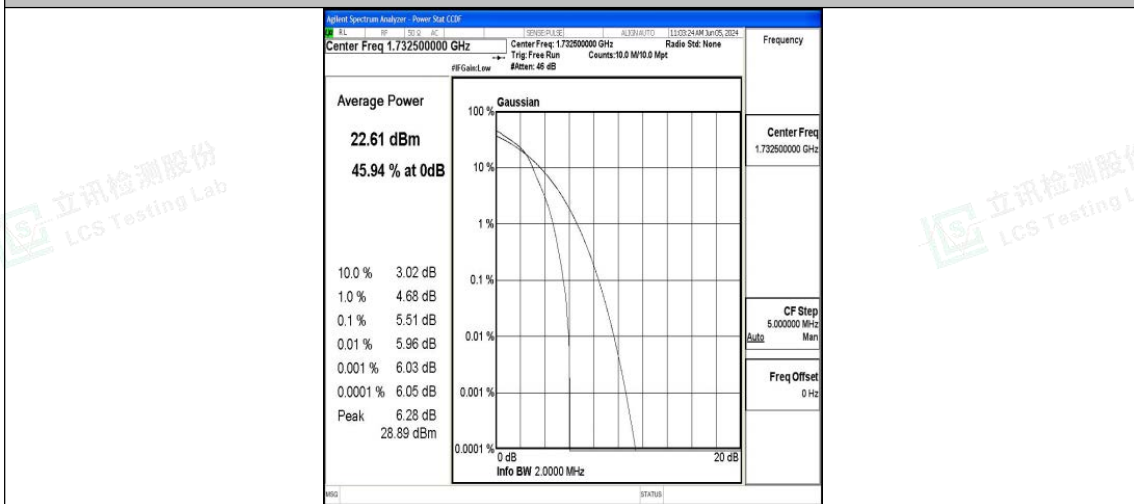 Agilent Spectrum Analyzer - Power Stat CCDF
RL RF 50 Ω AC SENSE:PULSE ALIGNAUTO 11:03:24 AM Jun 05, 2024
Center Freq 1.732500000 GHz
Center Freq: 1.732500000 GHz Radio Std: None
Trig: Free Run Counts:10.0 M/10.0 Mpt
#IFGain:Low #Atten: 46 dB
Frequency
Average Power
22.61 dBm
45.94 % at 0dB
10.0 % 3.02 dB
1.0 % 4.68 dB
0.1 % 5.51 dB
0.01 % 5.96 dB
0.001 % 6.03 dB
0.0001 % 6.05 dB
Peak 6.28 dB
28.89 dBm
Gaussian
100 %
10 %
1 %
0.1 %
0.01 %
0.001 %
0.0001 %
0 dB 20 dB
Info BW 2.0000 MHz
Center Freq
1.732500000 GHz
CF Step
5.000000 MHz
Auto Man
Freq Offset
0 Hz
MSG STATUS
立讯检测股份
LCS Testing Lab
立讯检测股份
LCS Testing L